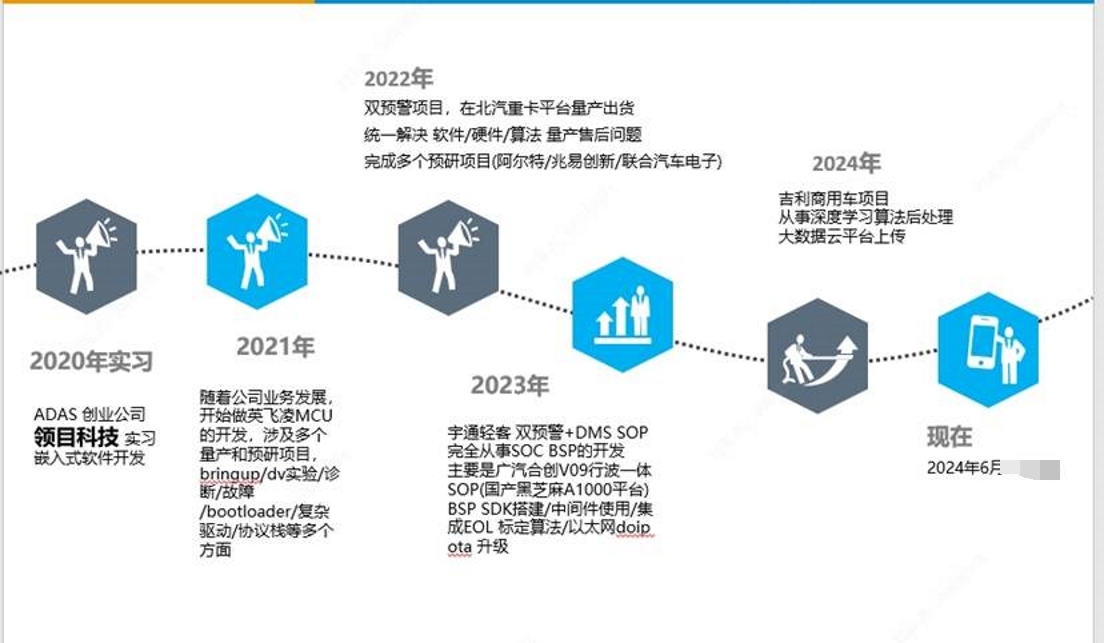 2020年实习
ADAS 创业公司
领目科技 实习
嵌入式软件开发
2021年
随着公司业务发展，
开始做英飞凌MCU
的开发，涉及多个
量产和预研项目，
bringup/dv实验/诊
断/故障
/bootloader/复杂
驱动/协议栈等多个
方面
2022年
双预警项目，在北汽重卡平台量产出货
统一解决 软件/硬件/算法 量产售后问题
完成多个预研项目(阿尔特/兆易创新/联合汽车电子)
2023年
宇通轻客 双预警+DMS SOP
完全从事SOC BSP的开发
主要是广汽合创V09行波一体
SOP(国产黑芝麻A1000平台)
BSP SDK搭建/中间件使用/集
成EOL 标定算法/以太网doip
ota 升级
2024年
吉利商用车项目
从事深度学习算法后处理
大数据云平台上传
现在
2024年6月